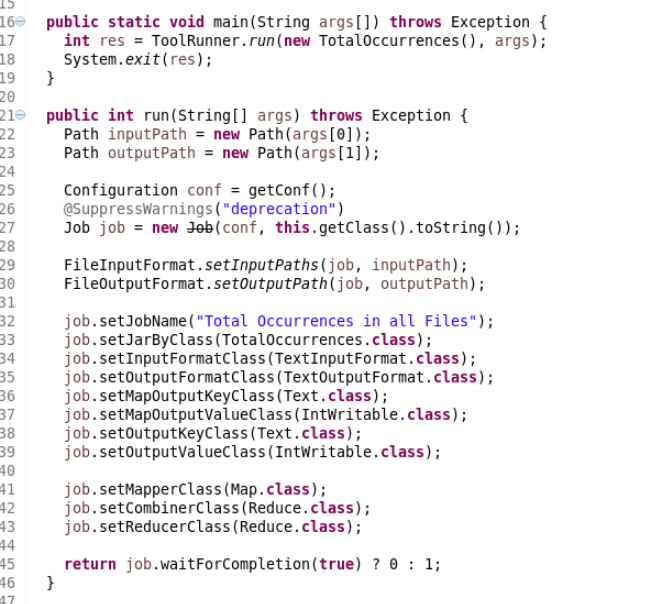 15
16 public static void main(String args[]) throws Exception {
17 int res = ToolRunner.run(new TotalOccurrences(), args);
18 System.exit(res);
19 }
20
21 public int run(String[] args) throws Exception {
22 Path inputPath = new Path(args[0]);
23 Path outputPath = new Path(args[1]);
24
25 Configuration conf = getConf();
26 @SuppressWarnings("deprecation")
27 Job job = new Job(conf, this.getClass().toString());
28
29 FileInputFormat.setInputPaths(job, inputPath);
30 FileOutputFormat.setOutputPath(job, outputPath);
31
32 job.setJobName("Total Occurrences in all Files");
33 job.setJarByClass(TotalOccurrences.class);
34 job.setInputFormatClass(TextInputFormat.class);
35 job.setOutputFormatClass(TextOutputFormat.class);
36 job.setMapOutputKeyClass(Text.class);
37 job.setMapOutputValueClass(IntWritable.class);
38 job.setOutputKeyClass(Text.class);
39 job.setOutputValueClass(IntWritable.class);
40
41 job.setMapperClass(Map.class);
42 job.setCombinerClass(Reduce.class);
43 job.setReducerClass(Reduce.class);
44
45 return job.waitForCompletion(true) ? 0 : 1;
46 }
47